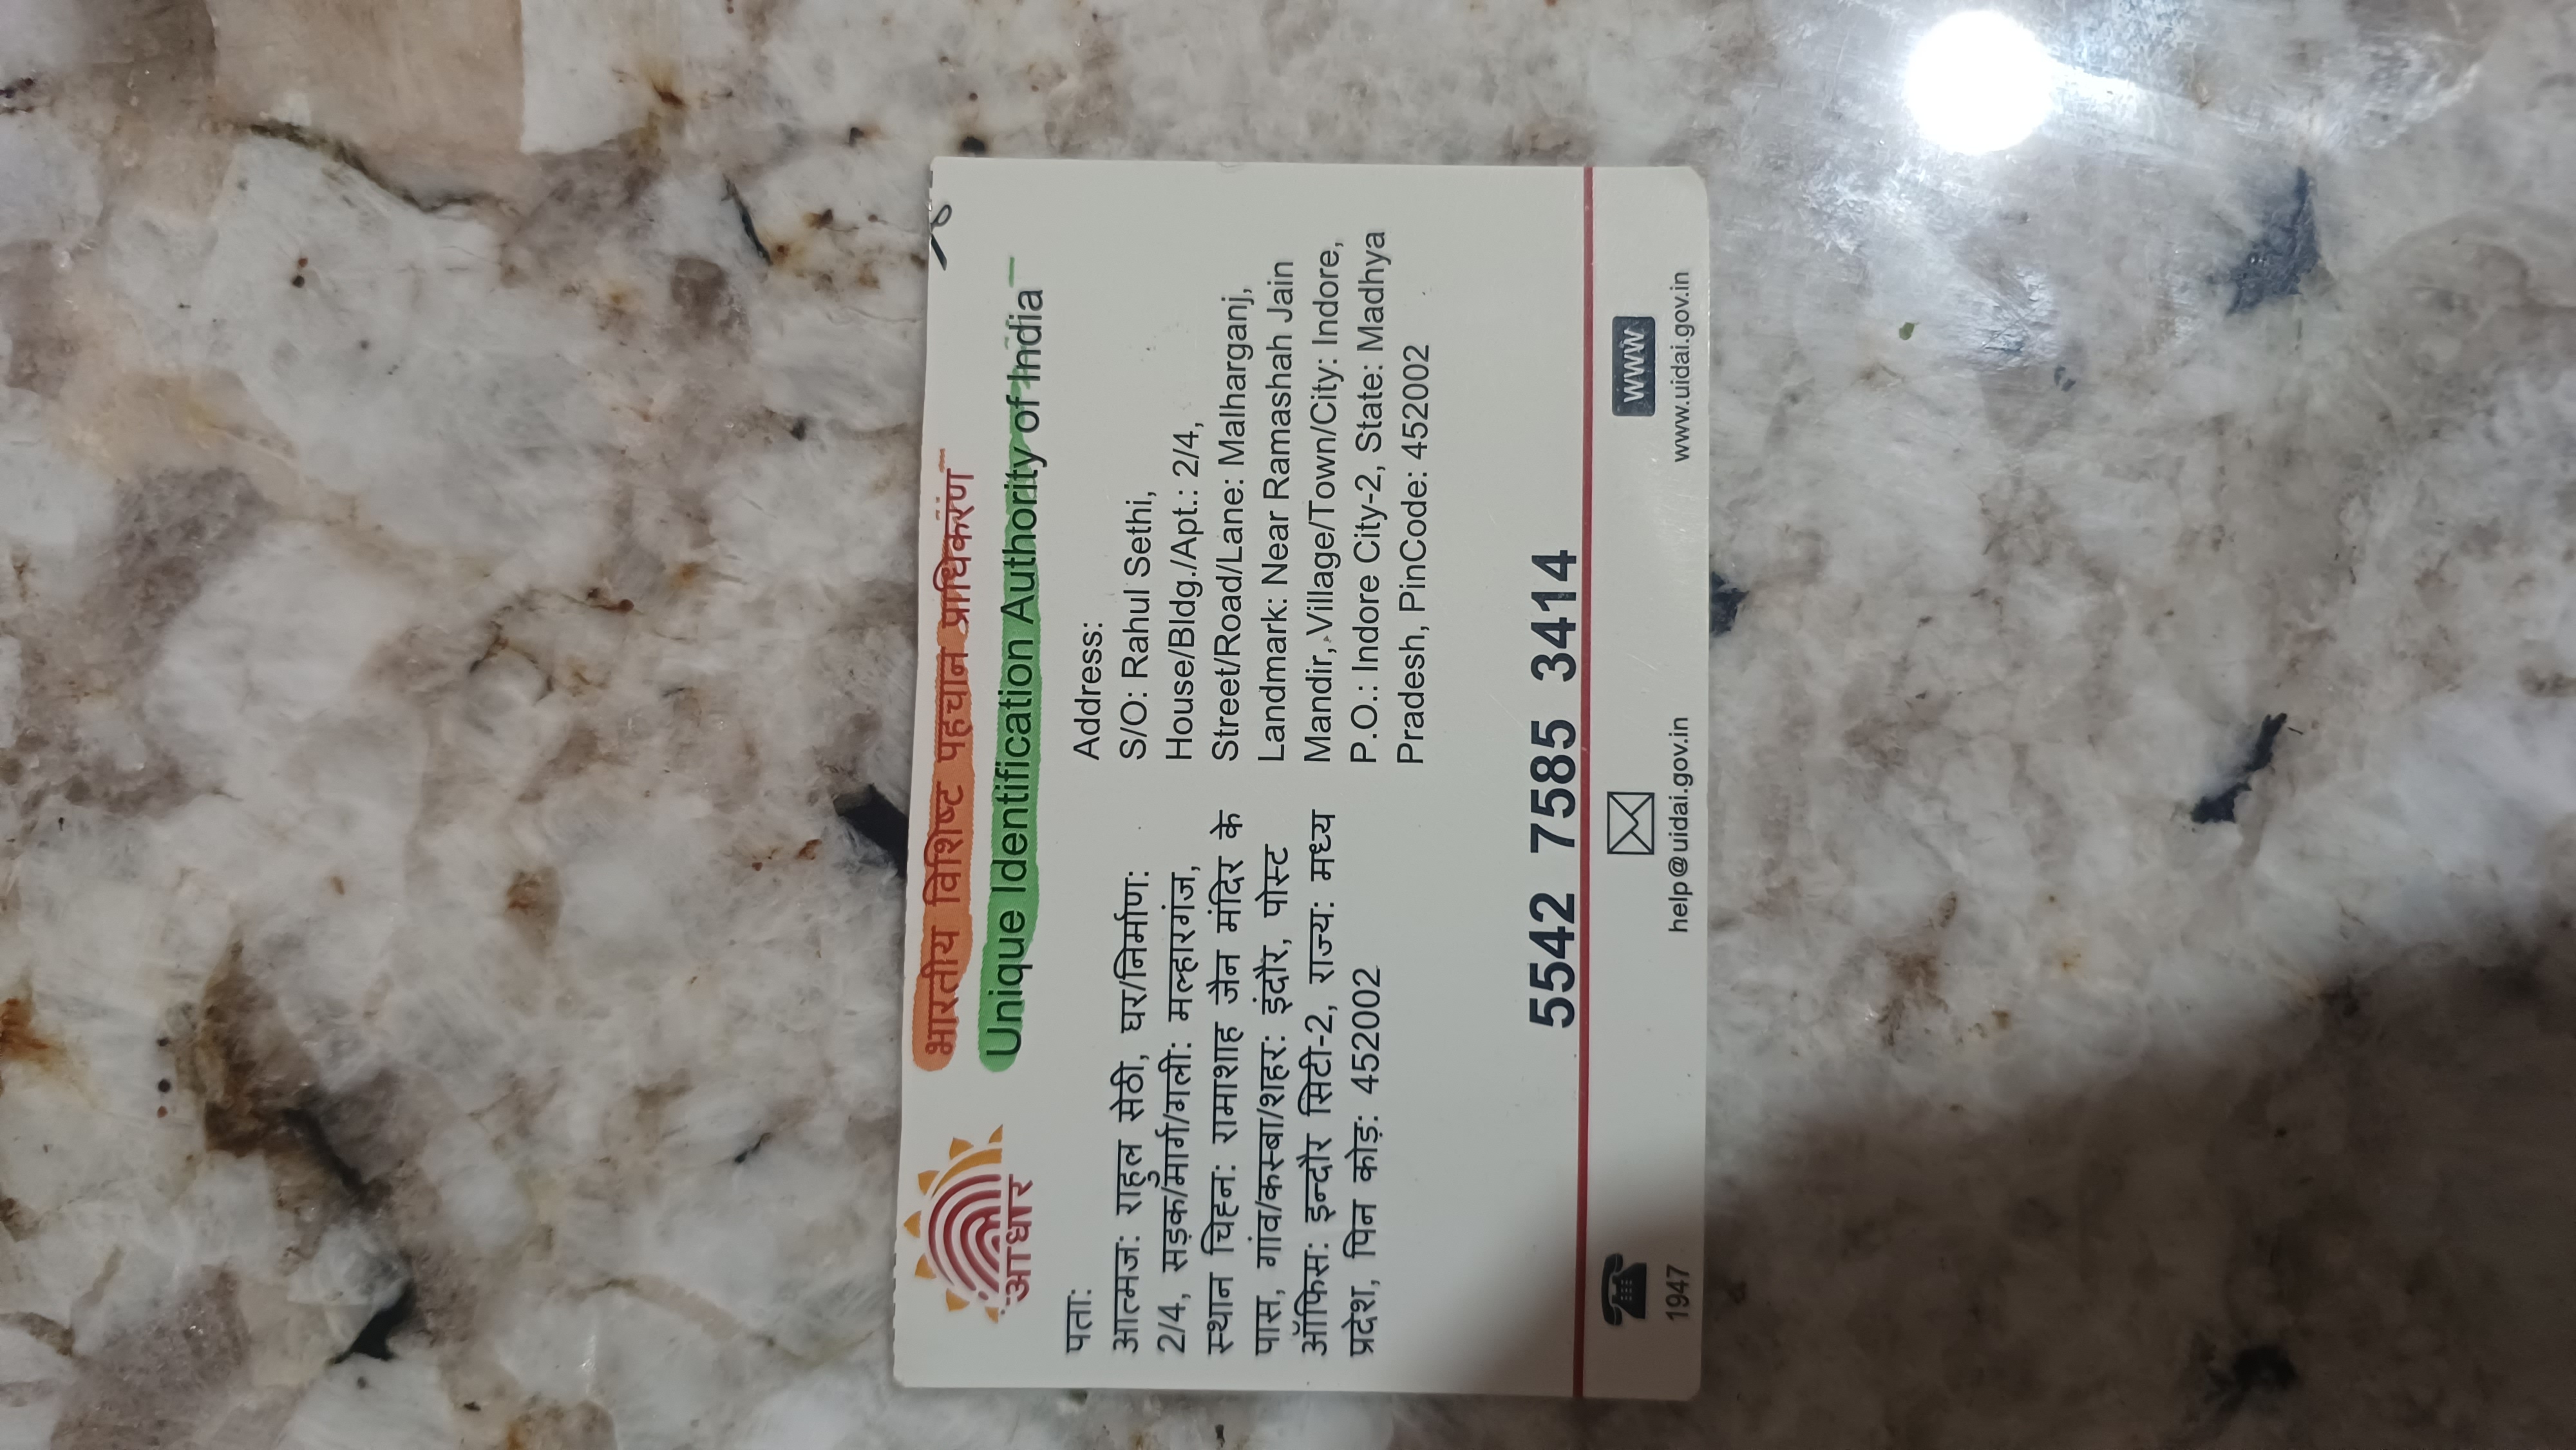 भारतीय विशिष्ट पहचान प्राधिकरण
Unique Identification Authority of India
आधार
पता:
आत्मज: राहुल सेठी, घर/निर्माण:
2/4, सड़क/मार्ग/गली: मल्हारगंज,
स्थान चिह्न: रामाशाह जैन मंदिर के
पास, गांव/कस्बा/शहर: इंदौर, पोस्ट
ऑफिस: इन्दौर सिटी-2, राज्य: मध्य
प्रदेश, पिन कोड़: 452002
Address:
S/O: Rahul Sethi,
House/Bldg./Apt.: 2/4,
Street/Road/Lane: Malharganj,
Landmark: Near Ramashah Jain
Mandir, Village/Town/City: Indore,
P.O.: Indore City-2, State: Madhya
Pradesh, PinCode: 452002
5542 7585 3414
1947
help@uidai.gov.in
WWW
www.uidai.gov.in